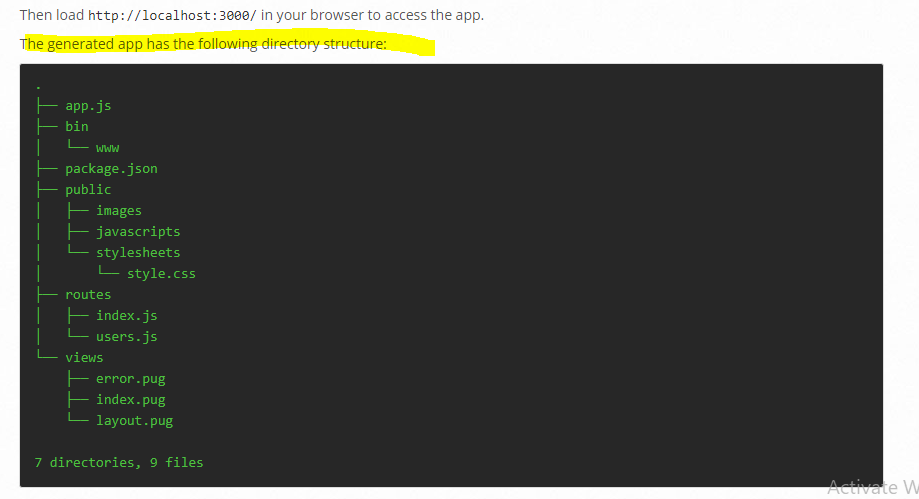 Then load http://localhost:3000/ in your browser to access the app.
The generated app has the following directory structure:
.
├── app.js
├── bin
│   └── www
├── package.json
├── public
│   ├── images
│   ├── javascripts
│   └── stylesheets
│       └── style.css
├── routes
│   ├── index.js
│   └── users.js
└── views
    ├── error.pug
    ├── index.pug
    └── layout.pug
7 directories, 9 files
Activate W